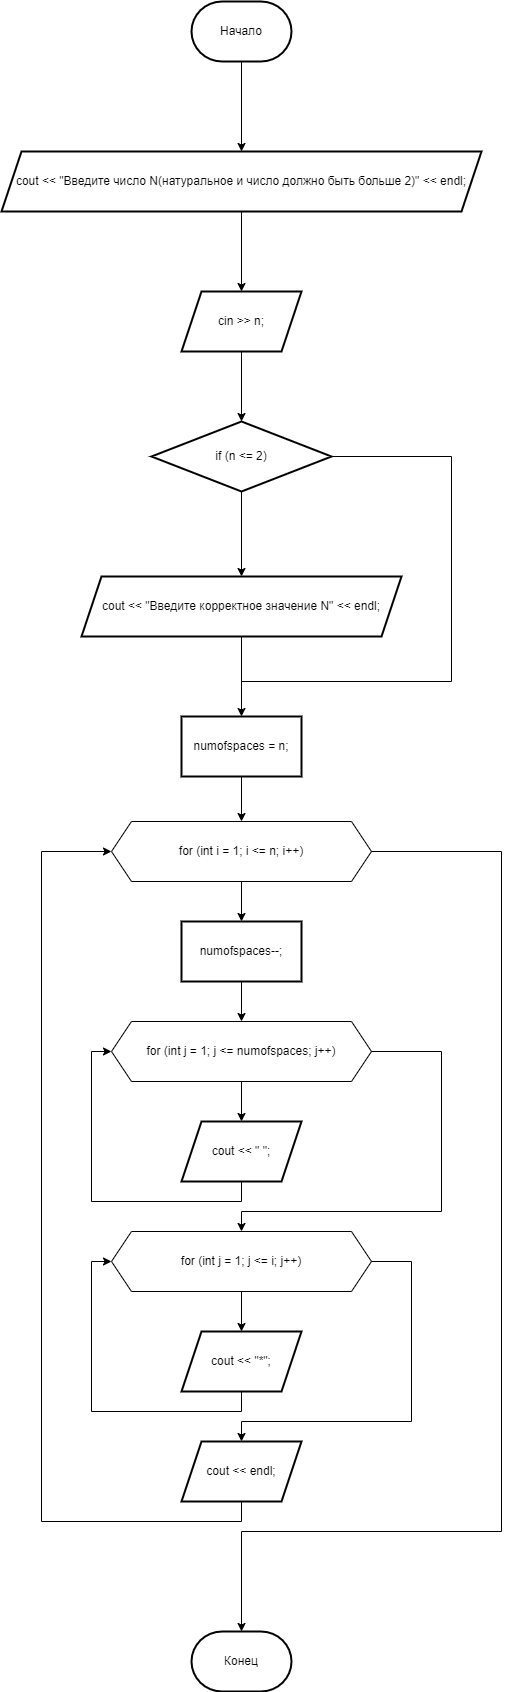 Начало
cout << "Введите число N(натуральное и число должно быть больше 2)" << endl;
cin >> n;
if (n <= 2)
cout << "Введите корректное значение N" << endl;
numofspaces = n;
for (int i = 1; i <= n; i++)
numofspaces--;
for (int j = 1; j <= numofspaces; j++)
cout << " ";
for (int j = 1; j <= i; j++)
cout << "*";
cout << endl;
Конец